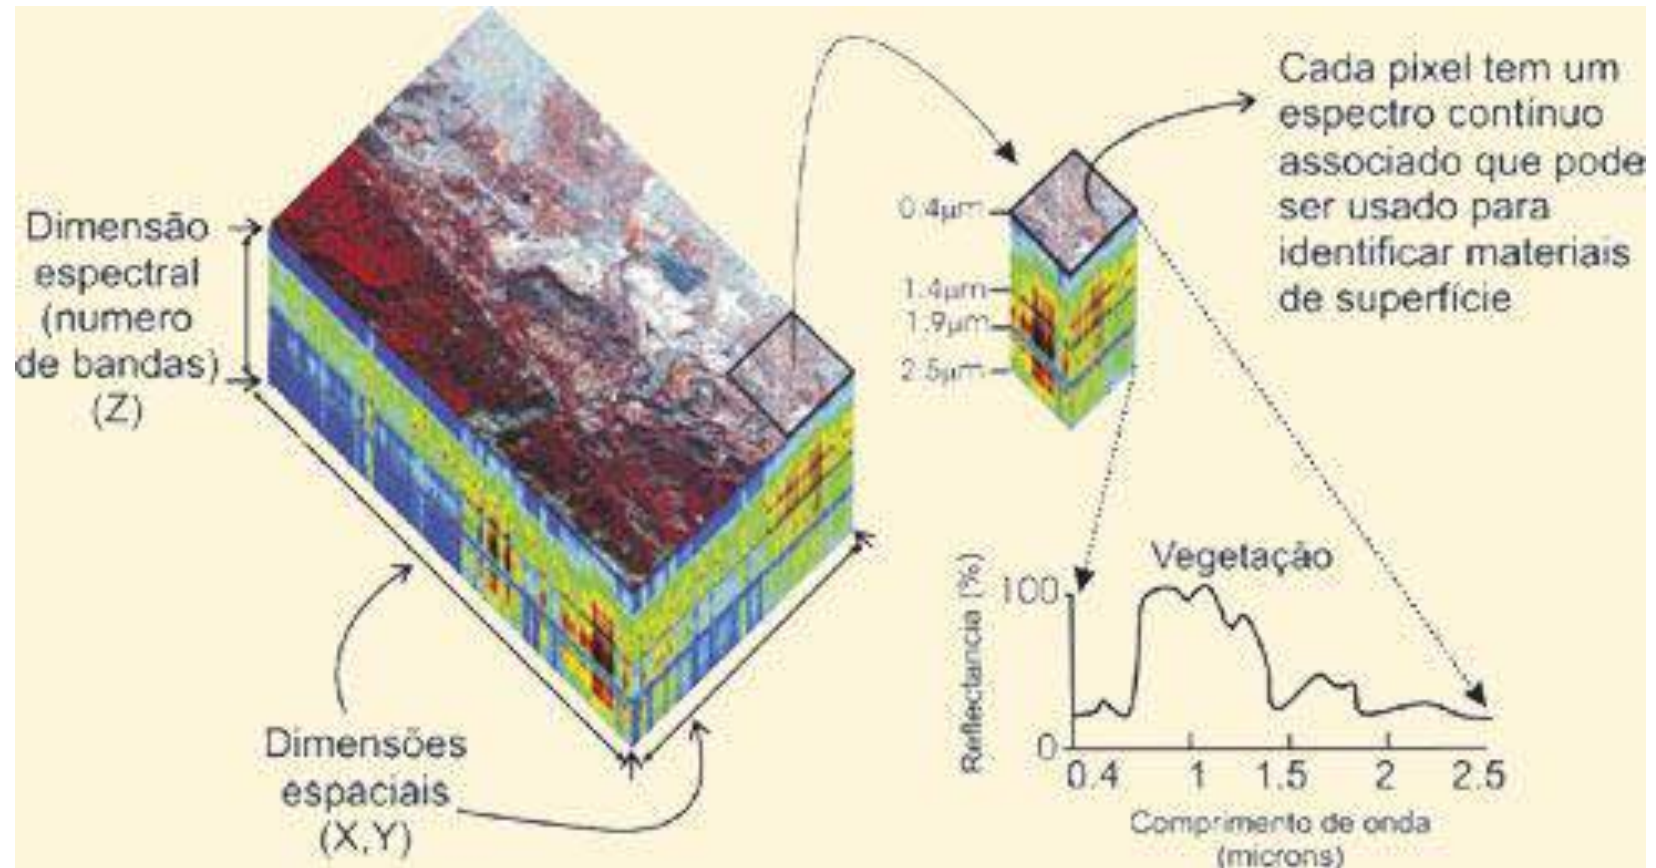 Dimensão
espectral
(numero
de bandas)
(Z)
Dimensões
espaciais
(X,Y)
0.4μm
1.4μm
1.9μm
2.5μm
Cada pixel tem um
espectro contínuo
associado que pode
ser usado para
identificar materiais
de superfície
Vegetação
Reflectancia (%)
100
0
0.4 1 1.5 2 2.5
Comprimento de onda
(microns)